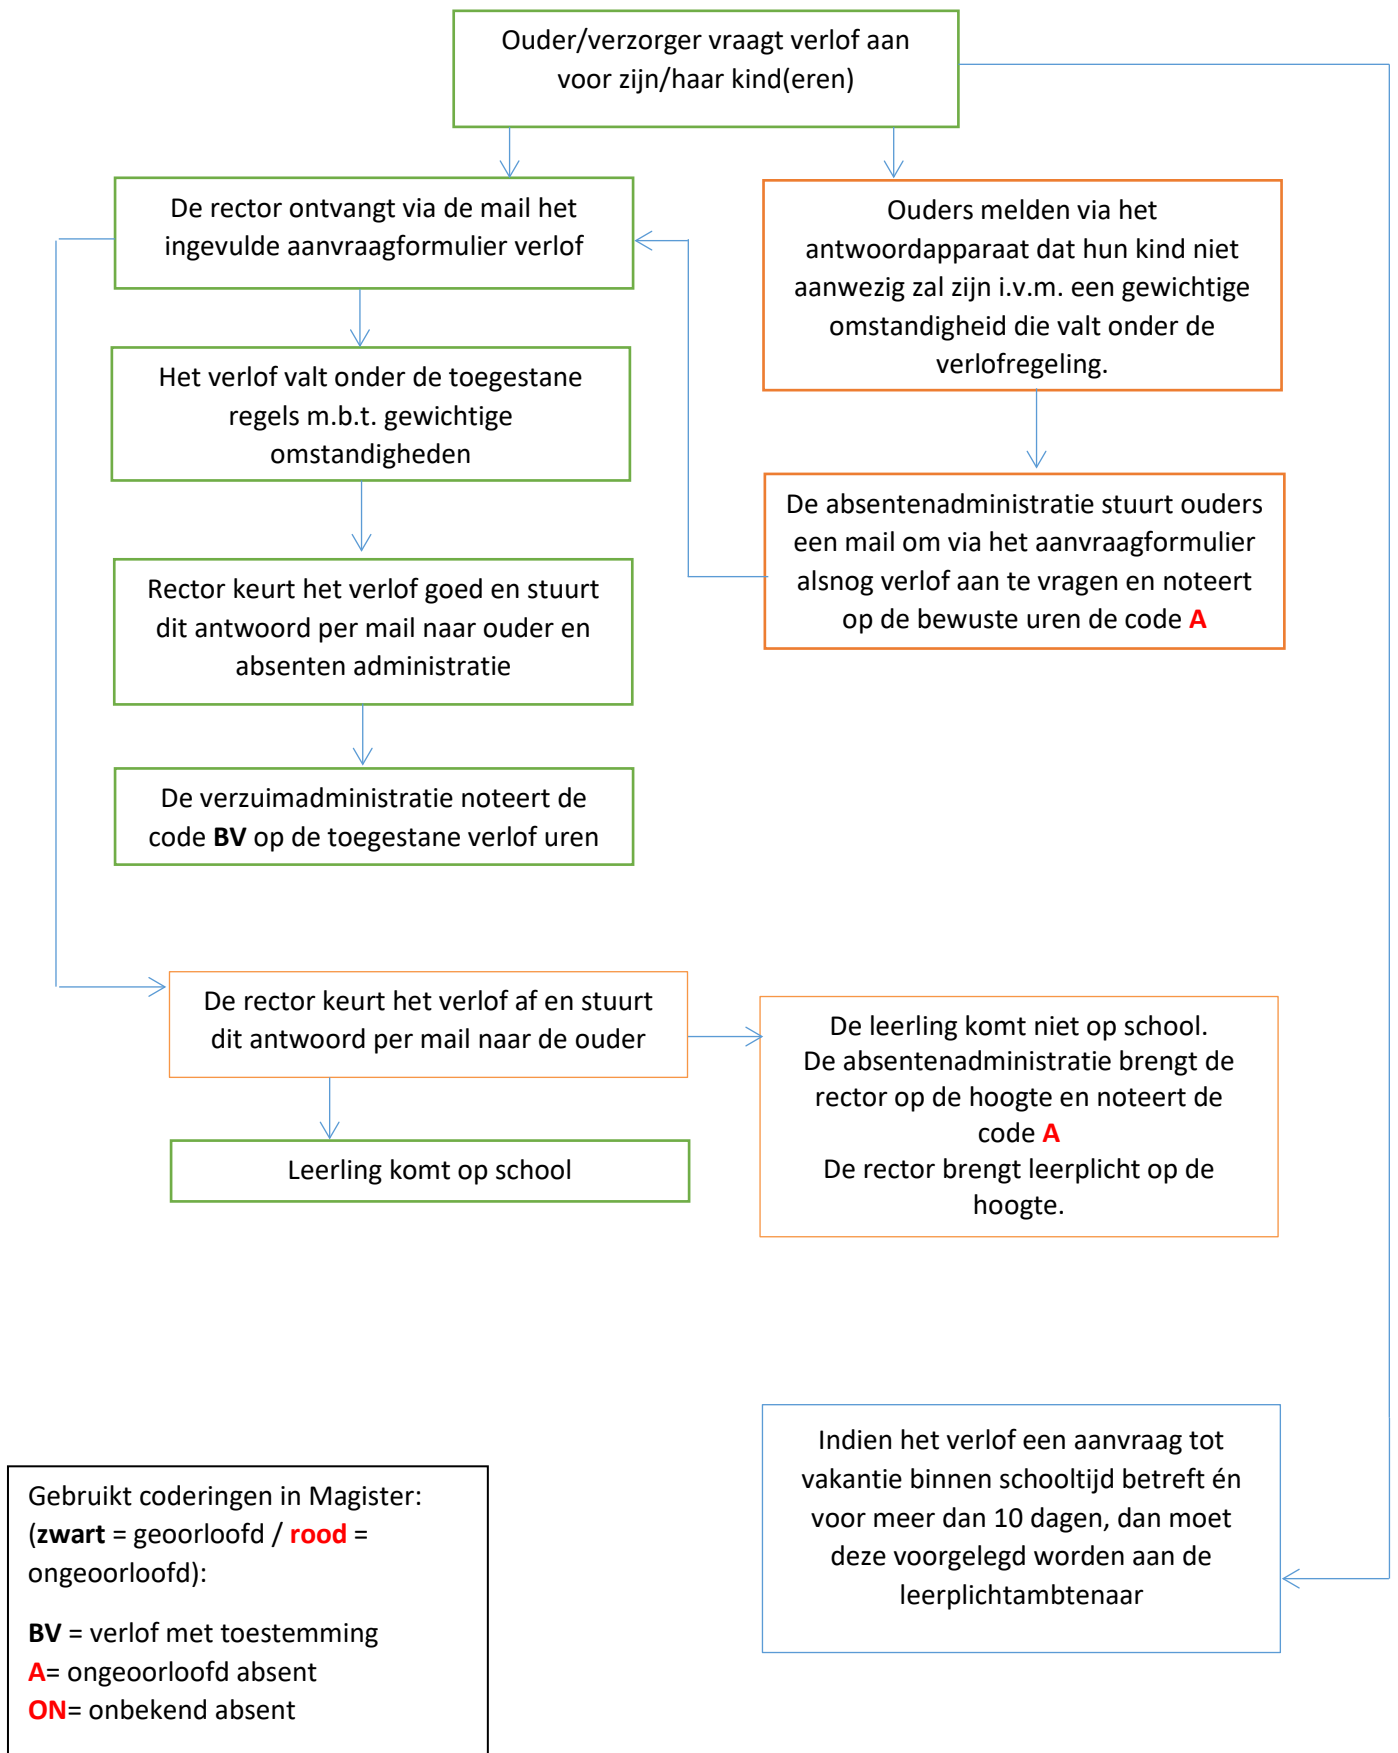 Ouder/verzorger vraagt verlof aan
voor zijn/haar kind(eren)
De rector ontvangt via de mail het
ingevulde aanvraagformulier verlof
Ouders melden via het
antwoordapparaat dat hun kind niet
aanwezig zal zijn i.v.m. een gewichtige
omstandigheid die valt onder de
verlofregeling.
Het verlof valt onder de toegestane
regels m.b.t. gewichtige
omstandigheden
De absentenadministratie stuurt ouders
een mail om via het aanvraagformulier
alsnog verlof aan te vragen en noteert
op de bewuste uren de code A
Rector keurt het verlof goed en stuurt
dit antwoord per mail naar ouder en
absenten administratie
De verzuimadministratie noteert de
code BV op de toegestane verlof uren
De rector keurt het verlof af en stuurt
dit antwoord per mail naar de ouder
De leerling komt niet op school.
De absentenadministratie brengt de
rector op de hoogte en noteert de
code A
De rector brengt leerplicht op de
hoogte.
Leerling komt op school
Indien het verlof een aanvraag tot
vakantie binnen schooltijd betreft én
voor meer dan 10 dagen, dan moet
deze voorgelegd worden aan de
leerplichtambtenaar
Gebruikt coderingen in Magister:
(zwart = geoorloofd / rood =
ongeoorloofd):
BV = verlof met toestemming
A= ongeoorloofd absent
ON= onbekend absent